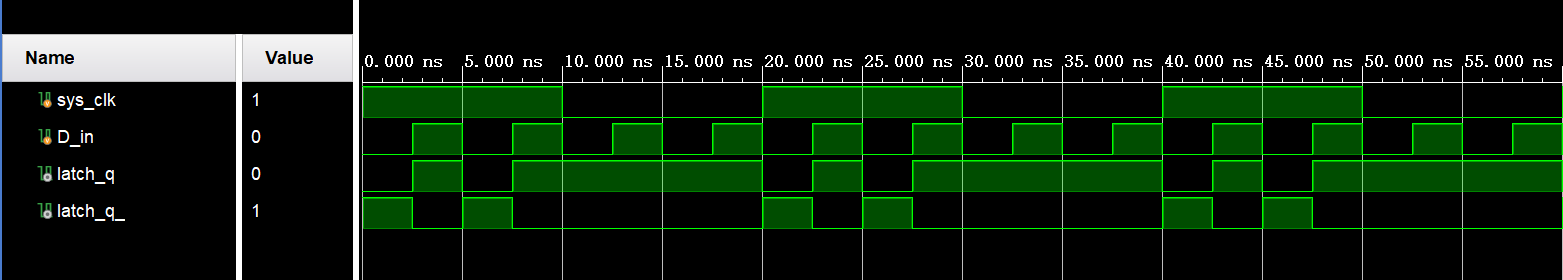 Name Value
0.000 ns 5.000 ns 10.000 ns 15.000 ns 20.000 ns 25.000 ns 30.000 ns 35.000 ns 40.000 ns 45.000 ns 50.000 ns 55.000 ns
sys_clk 1
D_in 0
latch_q 0
latch_q_ 1